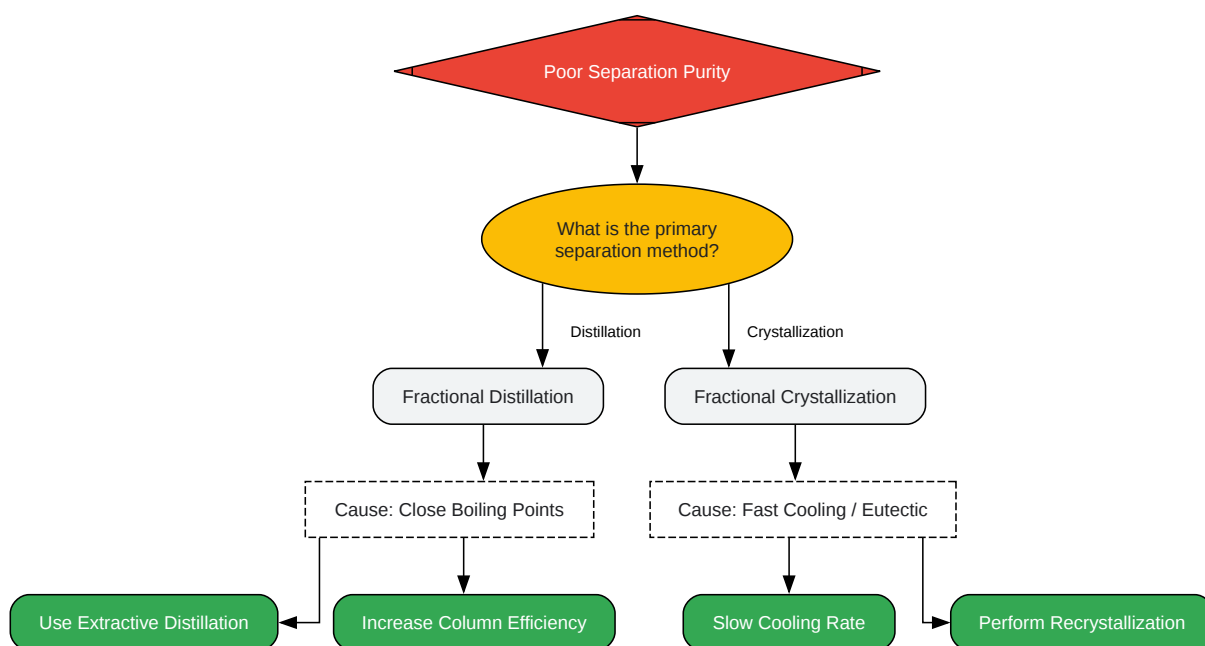 Poor Separation Purity
What is the primary
separation method?
Distillation
Crystallization
Fractional Distillation
Fractional Crystallization
Cause: Close Boiling Points
Cause: Fast Cooling / Eutectic
Use Extractive Distillation
Increase Column Efficiency
Slow Cooling Rate
Perform Recrystallization